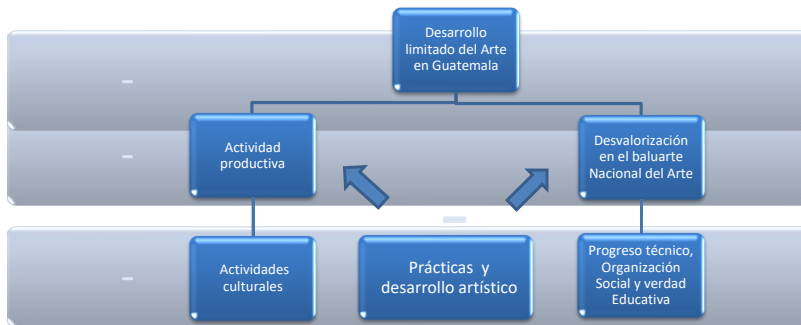 Desarrollo
limitado del Arte
en Guatemala
Actividad
productiva
Desvalorización
en el baluarte
Nacional del Arte
Actividades
culturales
Prácticas y
desarrollo artístico
Progreso técnico,
Organización
Social y verdad
Educativa